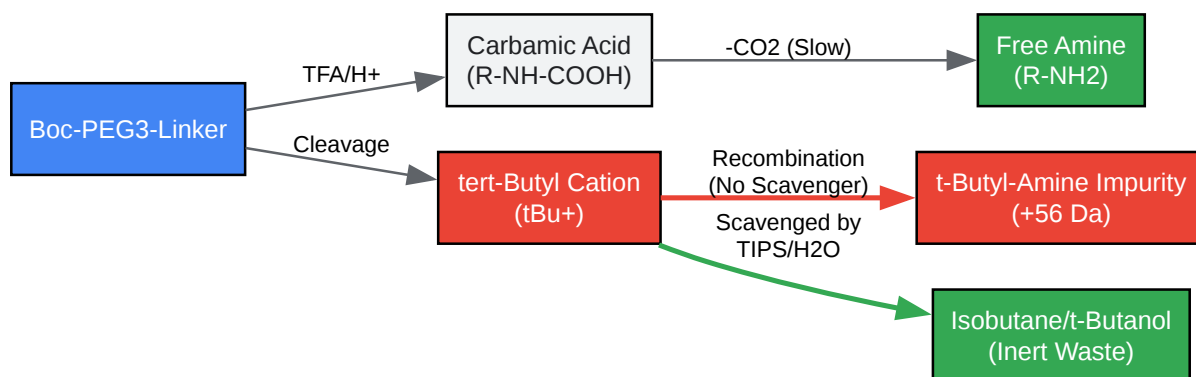 Boc-PEG3-Linker
TFA/H+
Cleavage
Carbamic Acid
(R-NH-COOH)
-CO2 (Slow)
Free Amine
(R-NH2)
tert-Butyl Cation
(tBu+)
Recombination
(No Scavenger)
t-Butyl-Amine Impurity
(+56 Da)
Scavenged by
TIPS/H2O
Isobutane/t-Butanol
(Inert Waste)